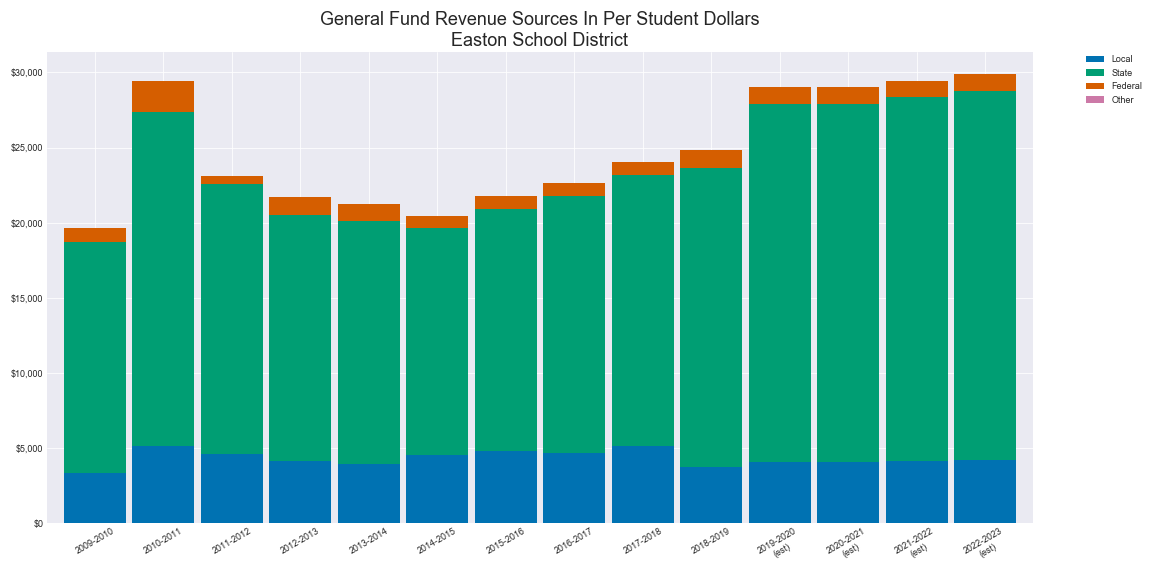 General Fund Revenue Sources In Per Student Dollars
Easton School District
Local
State
Federal
Other
$30,000
$25,000
$20,000
$15,000
$10,000
$5,000
$0
2009-2010
2010-2011
2011-2012
2012-2013
2013-2014
2014-2015
2015-2016
2016-2017
2017-2018
2018-2019
2019-2020
(est)
2020-2021
(est)
2021-2022
(est)
2022-2023
(est)